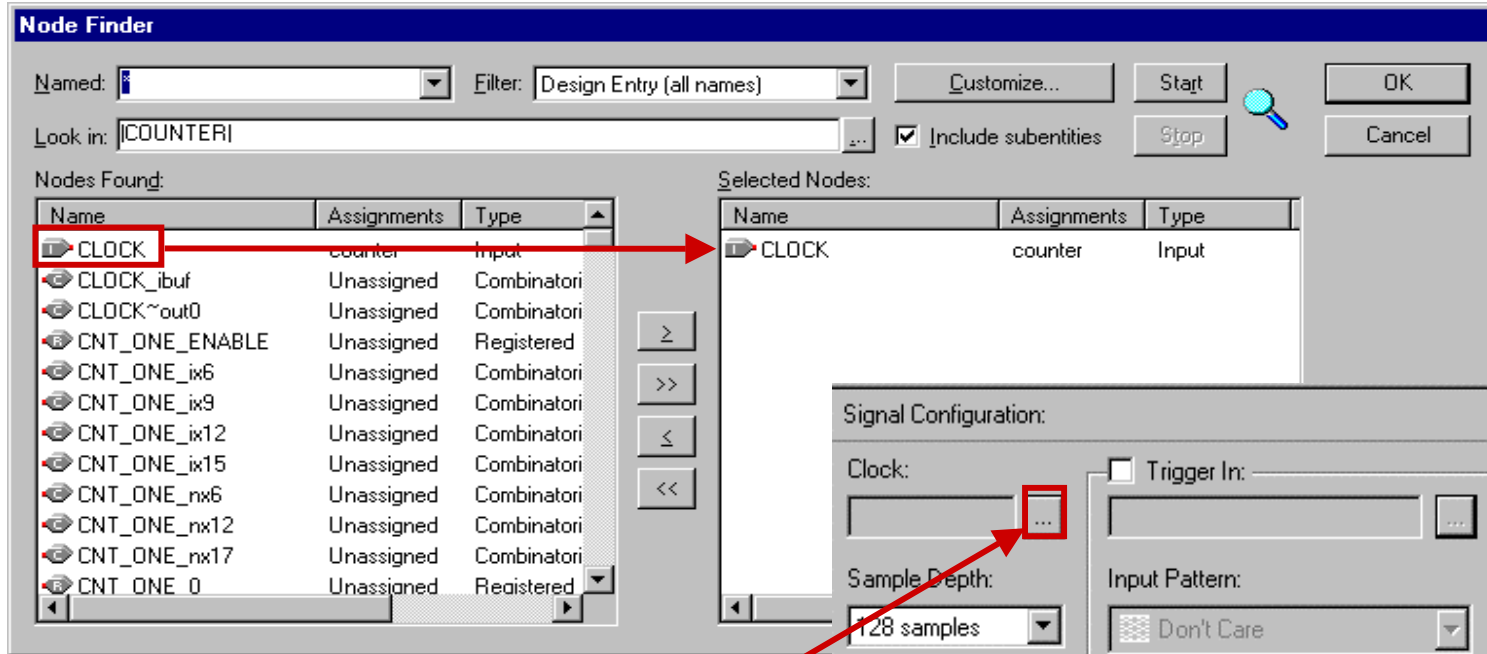 Node Finder
Named: * Filter: Design Entry (all names) Customize... Start OK
Look in: |COUNTER| ... Include subentities Stop Cancel
Nodes Found: Selected Nodes:
Name Assignments Type Name Assignments Type
CLOCK counter Input CLOCK counter Input
CLOCK_ibuf Unassigned Combinatori
CLOCK~out0 Unassigned Combinatori
CNT_ONE_ENABLE Unassigned Registered
CNT_ONE_ix6 Unassigned Combinatori
CNT_ONE_ix9 Unassigned Combinatori
CNT_ONE_ix12 Unassigned Combinatori
CNT_ONE_ix15 Unassigned Combinatori
CNT_ONE_nx6 Unassigned Combinatori
CNT_ONE_nx12 Unassigned Combinatori
CNT_ONE_nx17 Unassigned Combinatori
CNT_ONE_0 Unassigned Registered
>
>>
<
<<
Signal Configuration:
Clock: Trigger In:
... ...
Sample Depth: Input Pattern:
128 samples Don't Care